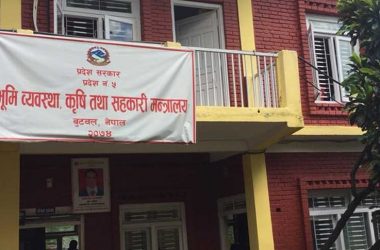 प्रदेश सरकार
प्रदेश नं. ५
भूमि व्यवस्था, कृषि तथा सहकारी मन्त्रालय
बुटवल, नेपाल
२०७४